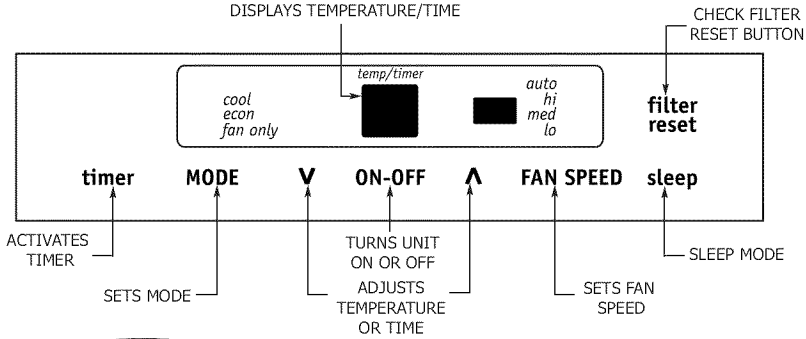 DISPLAYS TEMPERATURE/TIME
CHECK FILTER
RESET BUTTON
temp/timer
cool
econ
fan only
auto
hi
med
lo
filter
reset
timer MODE V ON-OFF Λ FAN SPEED sleep
ACTIVATES
TIMER
SETS MODE
TURNS UNIT
ON OR OFF
ADJUSTS
TEMPERATURE
OR TIME
SETS FAN
SPEED
SLEEP MODE